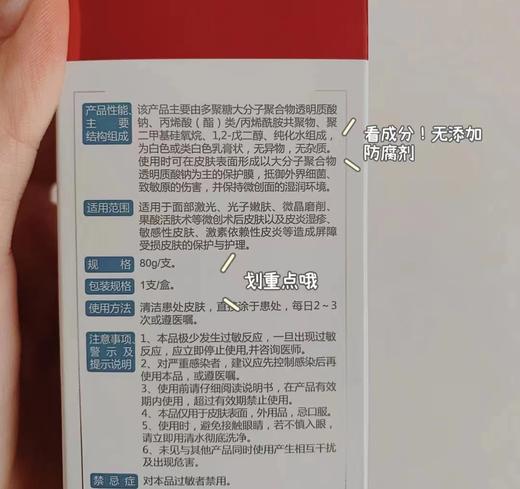 产品性能、
主要
结构组成
该产品主要由多聚糖大分子聚合物透明质酸
钠、丙烯酸（酯）类/丙烯酰胺共聚物、聚
二甲基硅氧烷、1,2-戊二醇、纯化水组成，
为白色或类白色乳膏状，无异物，无杂质。
使用时可在皮肤表面形成以大分子聚合物
透明质酸钠为主的保护膜，抵御外界细菌、
致敏原的伤害，并保持微创面的湿润环境。
看成分！无添加
防腐剂
适用范围
适用于面部激光、光子嫩肤、微晶磨削、
果酸活肤术等微创术后皮肤以及皮炎湿疹、
敏感性皮肤、激素依赖性皮炎等造成屏障
受损皮肤的保护与护理。
规格
80g/支。
包装规格
1支/盒。
划重点哦
使用方法
清洁患处皮肤，直接涂于患处，每日2~3
次或遵医嘱。
注意事项、
警示及
提示说明
1、本品极少发生过敏反应，一旦出现过敏
反应，应立即停止使用,并咨询医师。
2、对严重感染者，建议应先控制感染后再
使用本品，或遵医嘱。
3、使用前请仔细阅读说明书，在产品有效
期内使用，超过有效期禁止使用。
4、本品仅用于皮肤表面，外用品，忌口服。
5、使用时，避免接触眼睛，若不慎入眼，
请立即用清水彻底洗净。
6、未见与其他产品同时使用产生相互干扰
及出现危害。
禁忌症
对本品过敏者禁用。